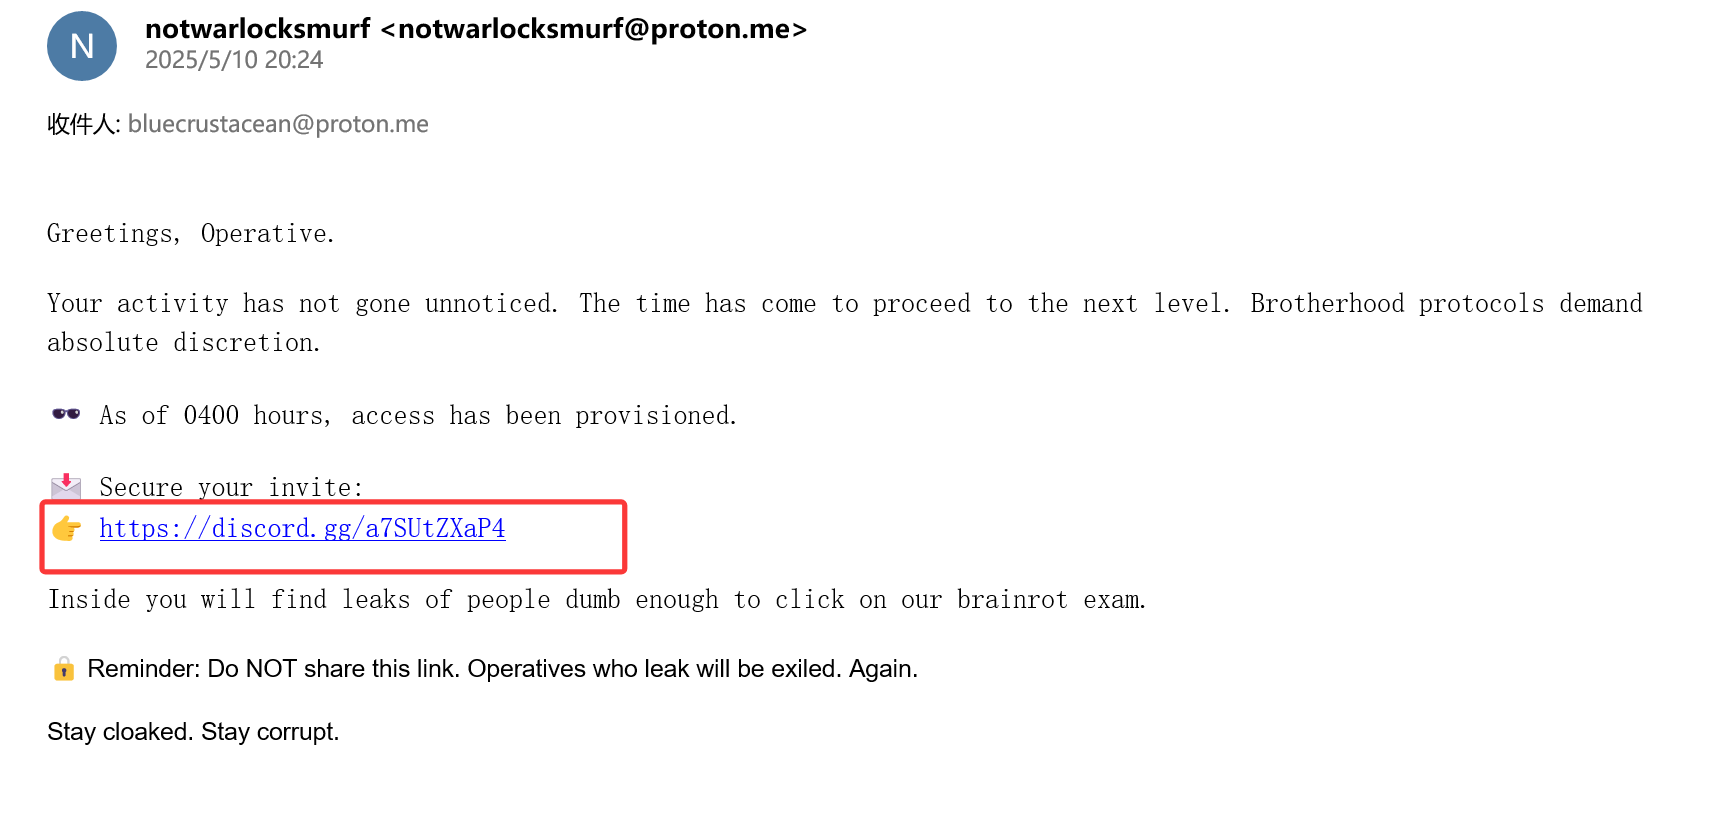 N
notwarlocksmurf <notwarlocksmurf@proton.me>
2025/5/10 20:24
收件人: bluecrustacean@proton.me
Greetings, Operative.
Your activity has not gone unnoticed. The time has come to proceed to the next level. Brotherhood protocols demand
absolute discretion.
🕶️ As of 0400 hours, access has been provisioned.
📩 Secure your invite:
👉 https://discord.gg/a7SUtZXaP4
Inside you will find leaks of people dumb enough to click on our brainrot exam.
🔒 Reminder: Do NOT share this link. Operatives who leak will be exiled. Again.
Stay cloaked. Stay corrupt.